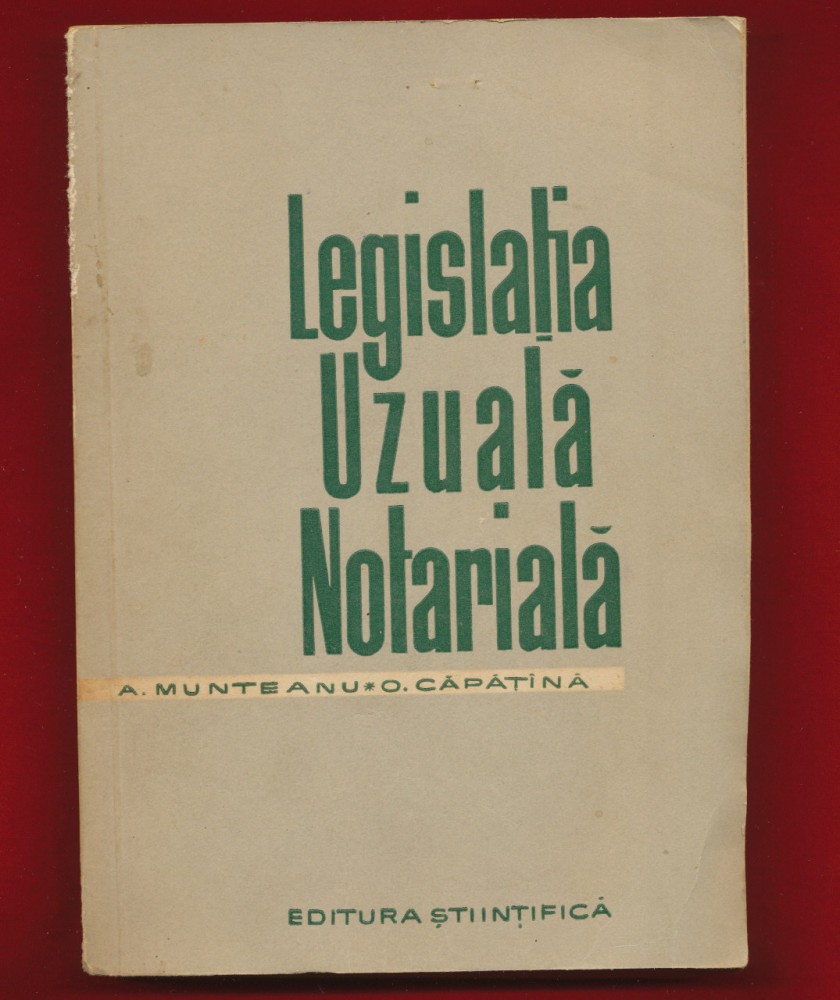 Legislația
Uzuală
Notarială
A. MUNTEANU * O. CĂPĂȚÎNĂ
EDITURA ȘTIINȚIFICĂ